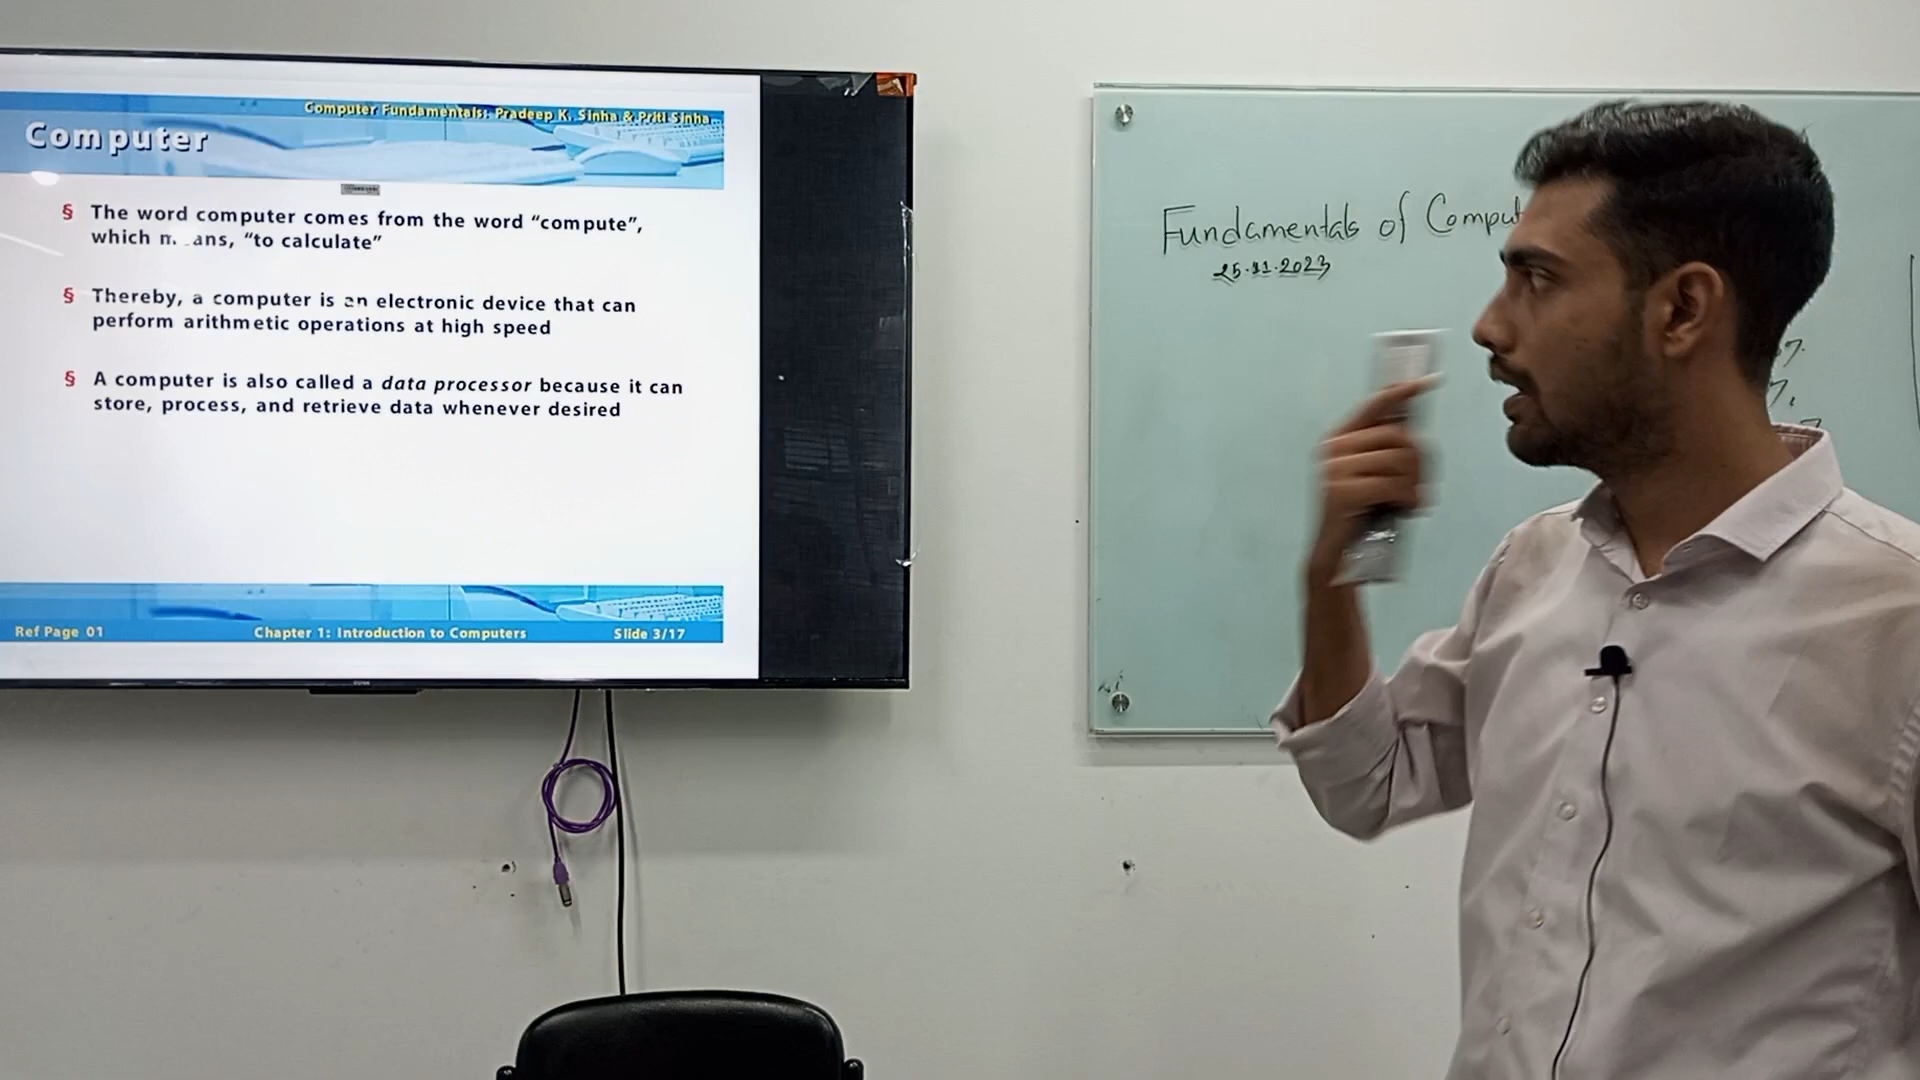 Computer Fundamentals: Pradeep K. Sinha & Priti Sinha
Computer
§ The word computer comes from the word “compute”,
which ans, “to calculate”
§ Thereby, a computer is an electronic device that can
perform arithmetic operations at high speed
§ A computer is also called a data processor because it can
store, process, and retrieve data whenever desired
Ref Page 01
Chapter 1: Introduction to Computers
Slide 3/17
Fundamentals of Comput
25.11.2023